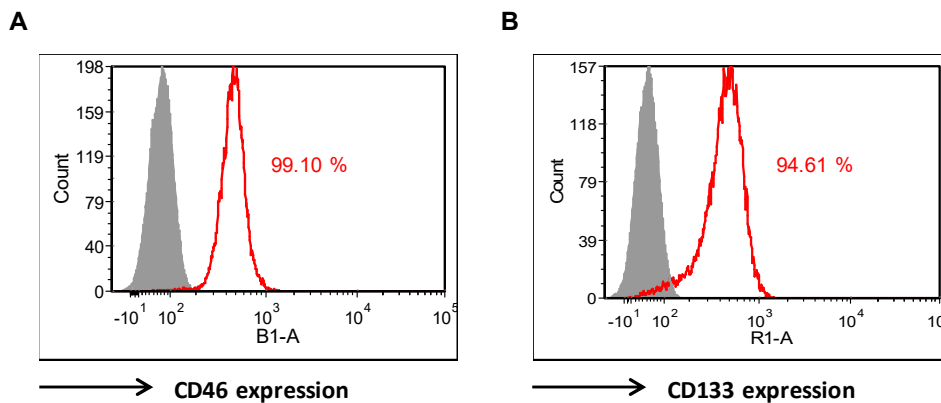 A
198
159
119
79
40
0
Count
99.10 %
-10¹ 10² 10³ 10⁴ 10⁵
B1-A
CD46 expression
B
157
118
79
39
0
Count
94.61 %
-10¹ 10² 10³ 10⁴
R1-A
CD133 expression